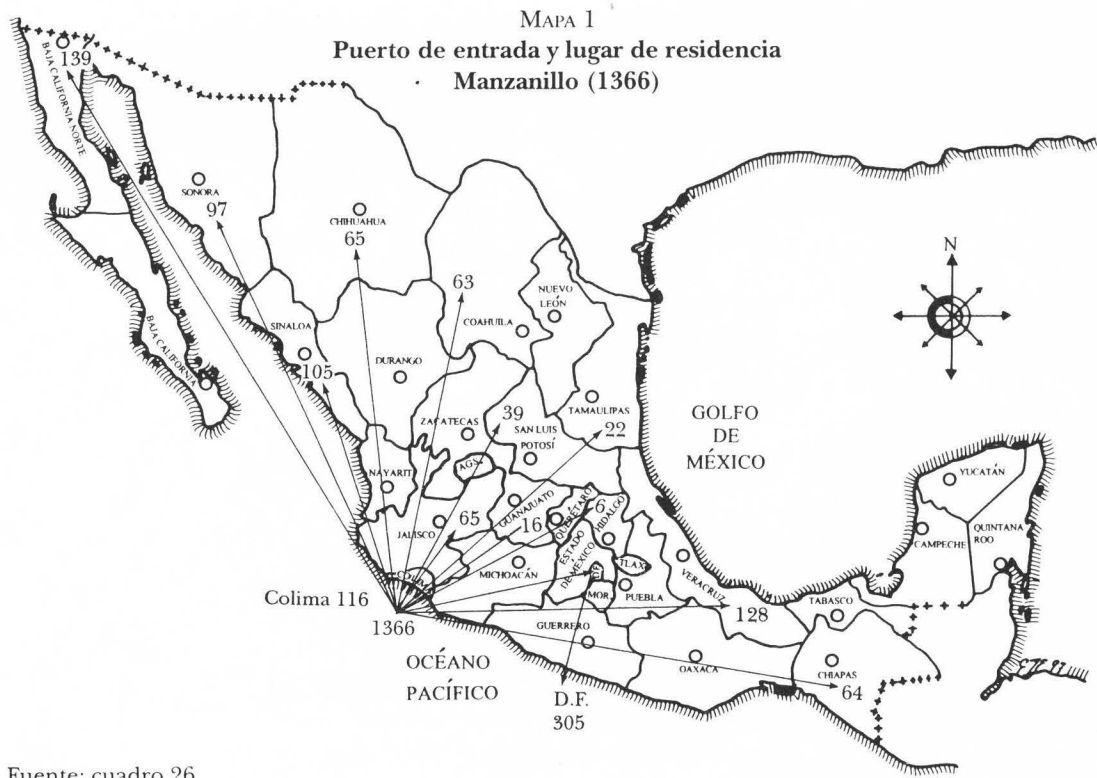 MAPA 1
Puerto de entrada y lugar de residencia
Manzanillo (1366)
139
BAJA CALIFORNIA NORTE
SONORA
97
CHIHUAHUA
65
63
NUEVO
LEÓN
COAHUILA
N
SINALOA
105
DURANGO
BAJA CALIFORNIA
ZACATECAS
39
SAN LUIS
POTOSÍ
TAMAULIPAS
22
GOLFO
DE
MÉXICO
NAYARIT
AGS.
JALISCO
65
GUANAJUATO
16
QUERÉTARO
6
HIDALGO
YUCATÁN
CAMPECHE
QUINTANA
ROO
COLIMA
MICHOACÁN
ESTADO
DE MÉXICO
TLAX.
MOR.
PUEBLA
VERACRUZ
128
TABASCO
Colima 116
1366
GUERRERO
OAXACA
CHIAPAS
64
OCÉANO
PACÍFICO
D.F.
305
Fuente: cuadro 26